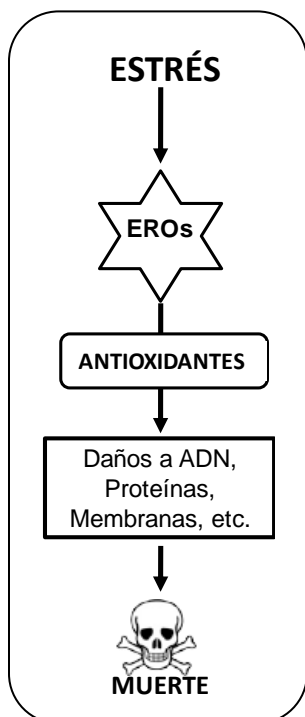 ESTRÉS
EROs
ANTIOXIDANTES
Daños a ADN,
Proteínas,
Membranas, etc.
MUERTE